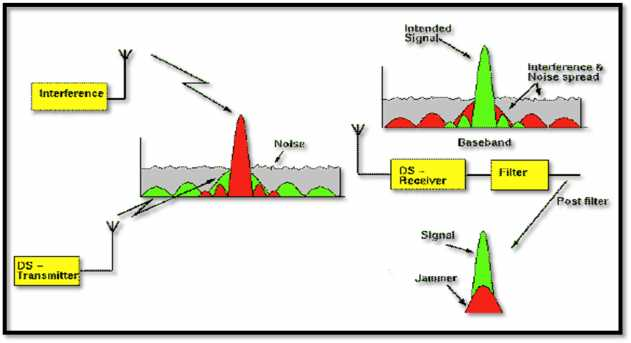 Interference
Noise
DS –
Transmitter
Intended
Signal
Interference &
Noise spread
Baseband
DS –
Receiver
Filter
Post filter
Signal
Jammer